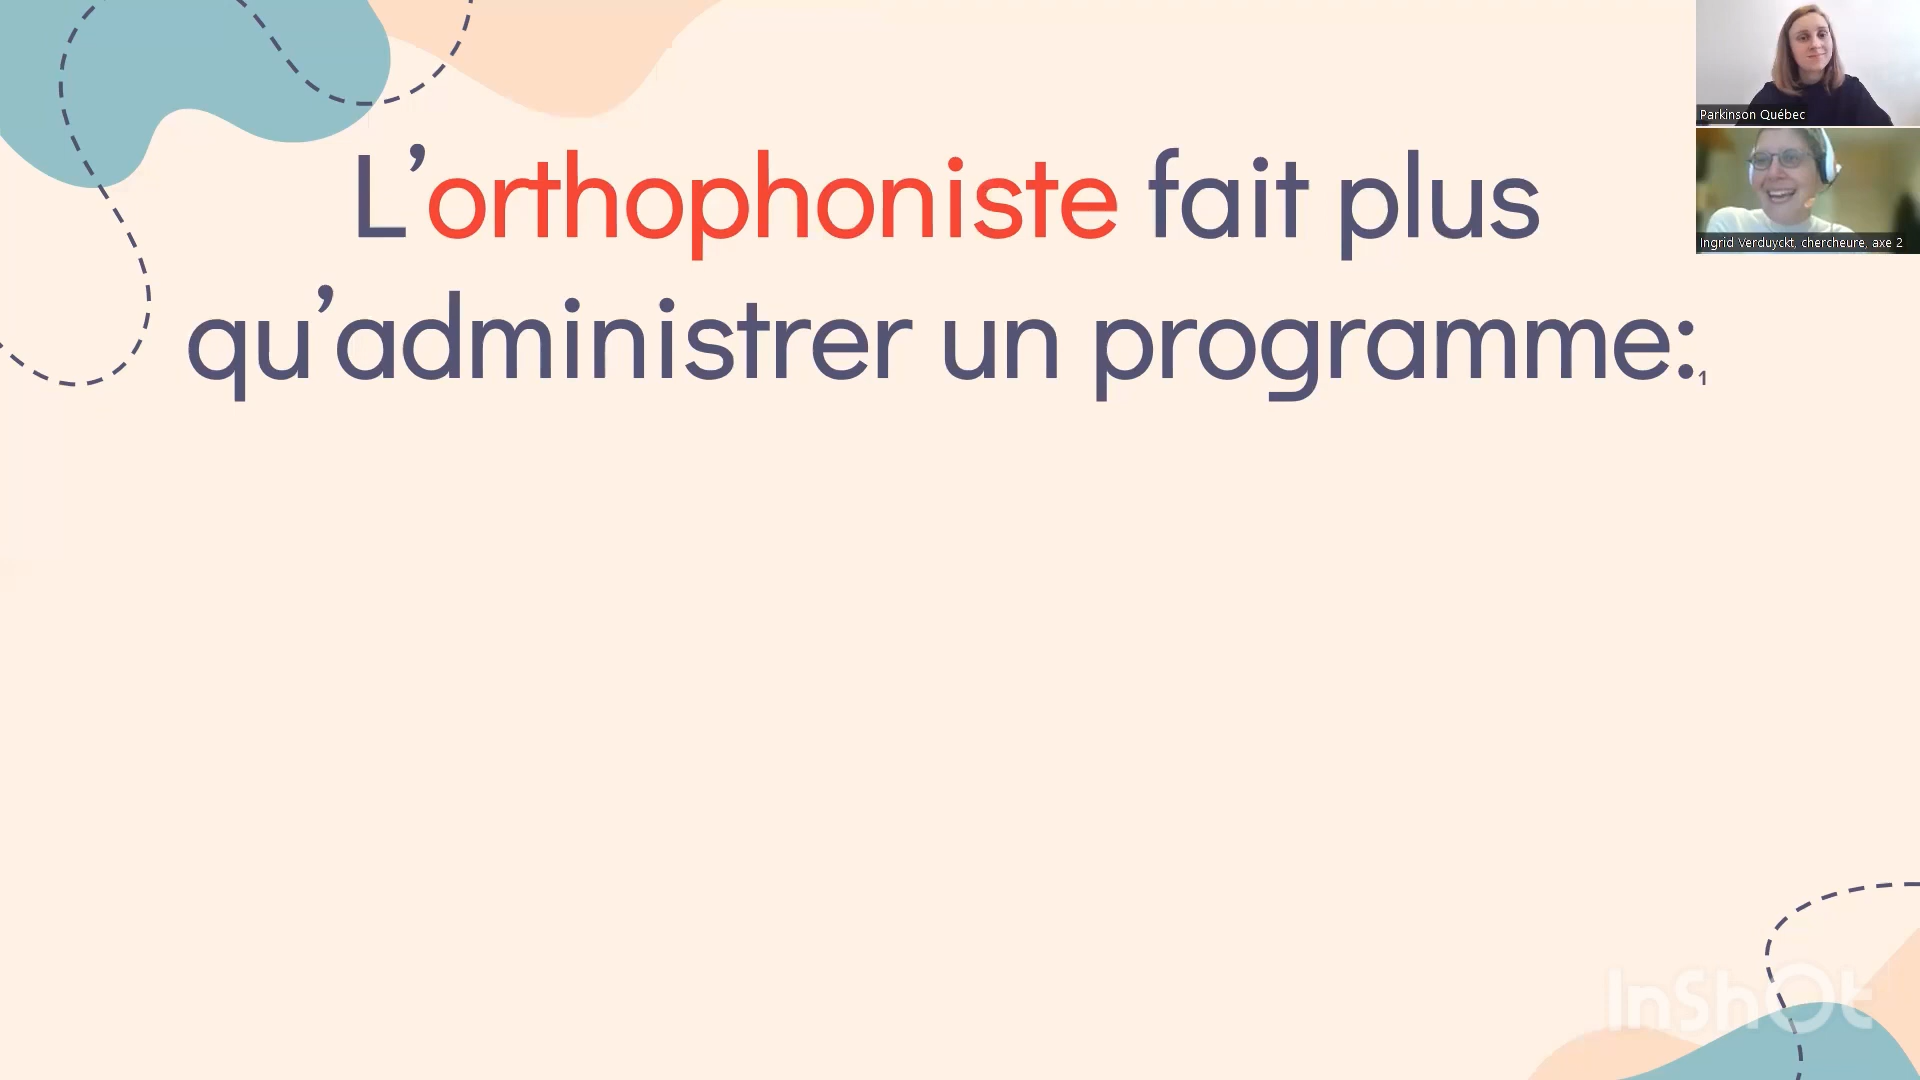 L’orthophoniste fait plus
qu’administrer un programme:1
Parkinson Québec
Ingrid Verduyckt, chercheure, axe 2
InShOt